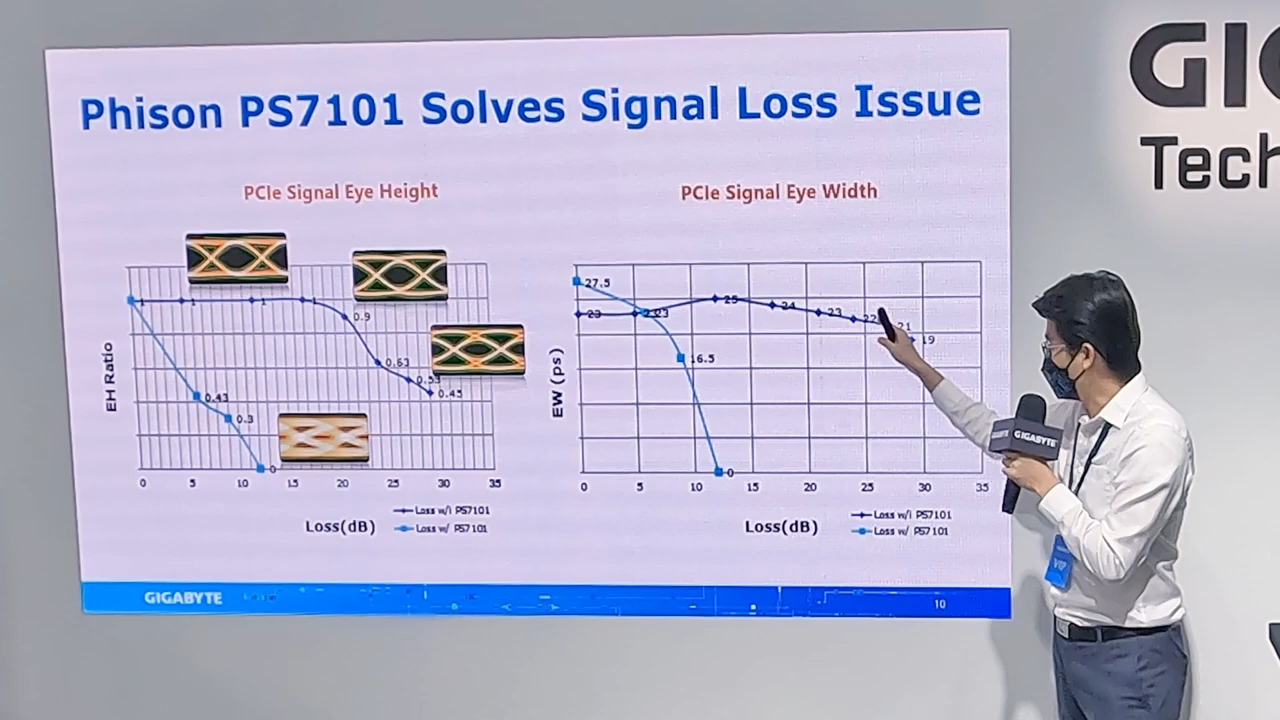 Phison PS7101 Solves Signal Loss Issue
GIG
Tech
PCIe Signal Eye Height
PCIe Signal Eye Width
EH Ratio
1 1 1 1 0.9 0.63 0.53 0.45
0.43 0.3 0
0 5 10 15 20 25 30 35
Loss(dB)
Loss w/i PS7101
Loss w/ PS7101
EW (ps)
27.5 16.5 0
23 23 25 24 23 22 21 19
0 5 10 15 20 25 30 35
Loss(dB)
Loss w/i PS7101
Loss w/ PS7101
GIGABYTE
10
GIGABYTE
VIP